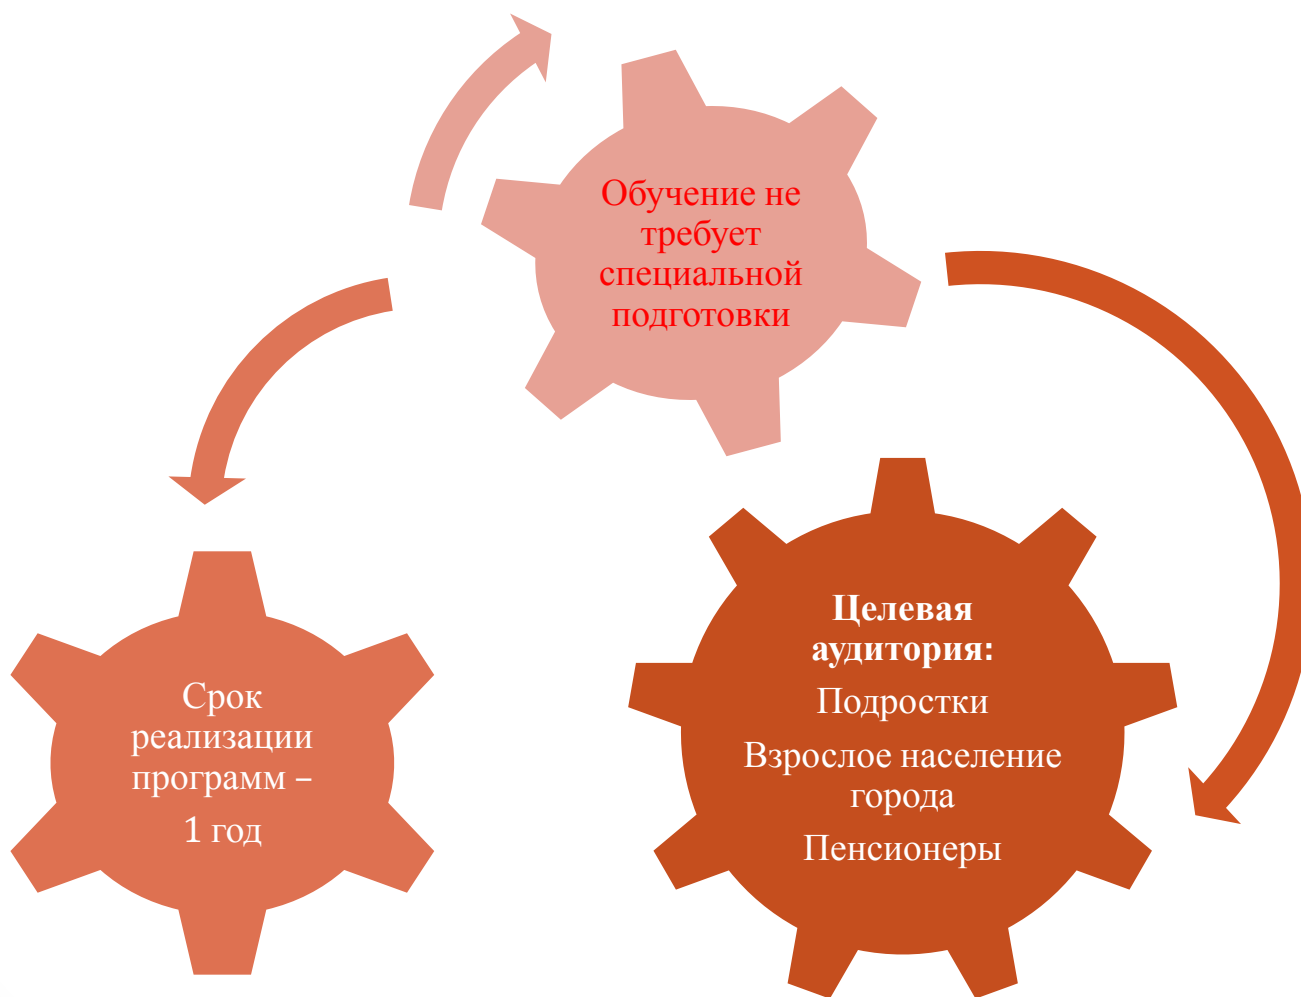 Обучение не
требует
специальной
подготовки
Срок
реализации
программ –
1 год
Целевая
аудитория:
Подростки
Взрослое население
города
Пенсионеры